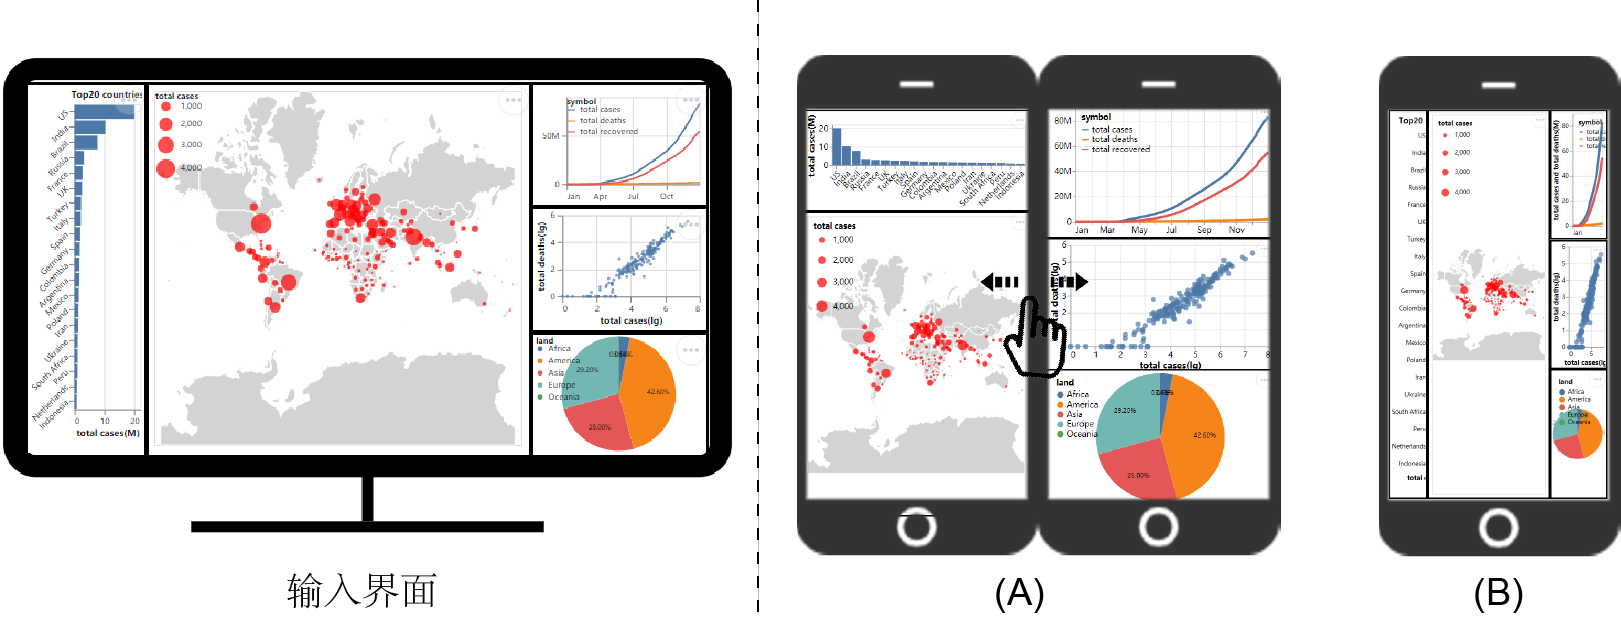 Top20 countries
US
India
Brazil
Russia
France
UK
Turkey
Italy
Spain
Germany
Colombia
Argentina
Mexico
Poland
Iran
Ukraine
South Africa
Peru
Netherlands
Indonesia
0 10 20
total cases(M)
total cases
1,000
2,000
3,000
4,000
symbol
total cases
total deaths
total recovered
50M
0
Jan Apr Jul Oct
total deaths(lg)
6
4
2
0
0 2 4 6 8
total cases(lg)
land
Africa
America
Asia
Europe
Oceania
29.20%
42.60%
25.00%
输入界面
total cases(M)
20
10
0
US
India
Brazil
Russia
France
UK
Turkey
Italy
Spain
Germany
Colombia
Argentina
Mexico
Poland
Iran
Ukraine
South Africa
Peru
Netherlands
Indonesia
total cases
1,000
2,000
3,000
4,000
symbol
total cases
total deaths
total recovered
80M
60M
40M
20M
0
Jan Mar May Jul Sep Nov
6
5
3
2
1
0 1 2 3 4 5 6 7 8
total cases(lg)
land
Africa
America
Asia
Europe
Oceania
29.20%
42.60%
25.00%
(A)
Top20
US
India
Brazil
Russia
France
UK
Turkey
Italy
Spain
Germany
Colombia
Argentina
Mexico
Poland
Iran
Ukraine
South Africa
Peru
Netherlands
Indonesia
total
total cases
1,000
2,000
3,000
4,000
total cases and total deaths(M)
symbol
80
60
40
20
0
Jan
total deaths(lg)
6
5
4
3
2
1
0
0 5
total cases(l
land
Africa
America
Asia
Europe
Oceania
(B)